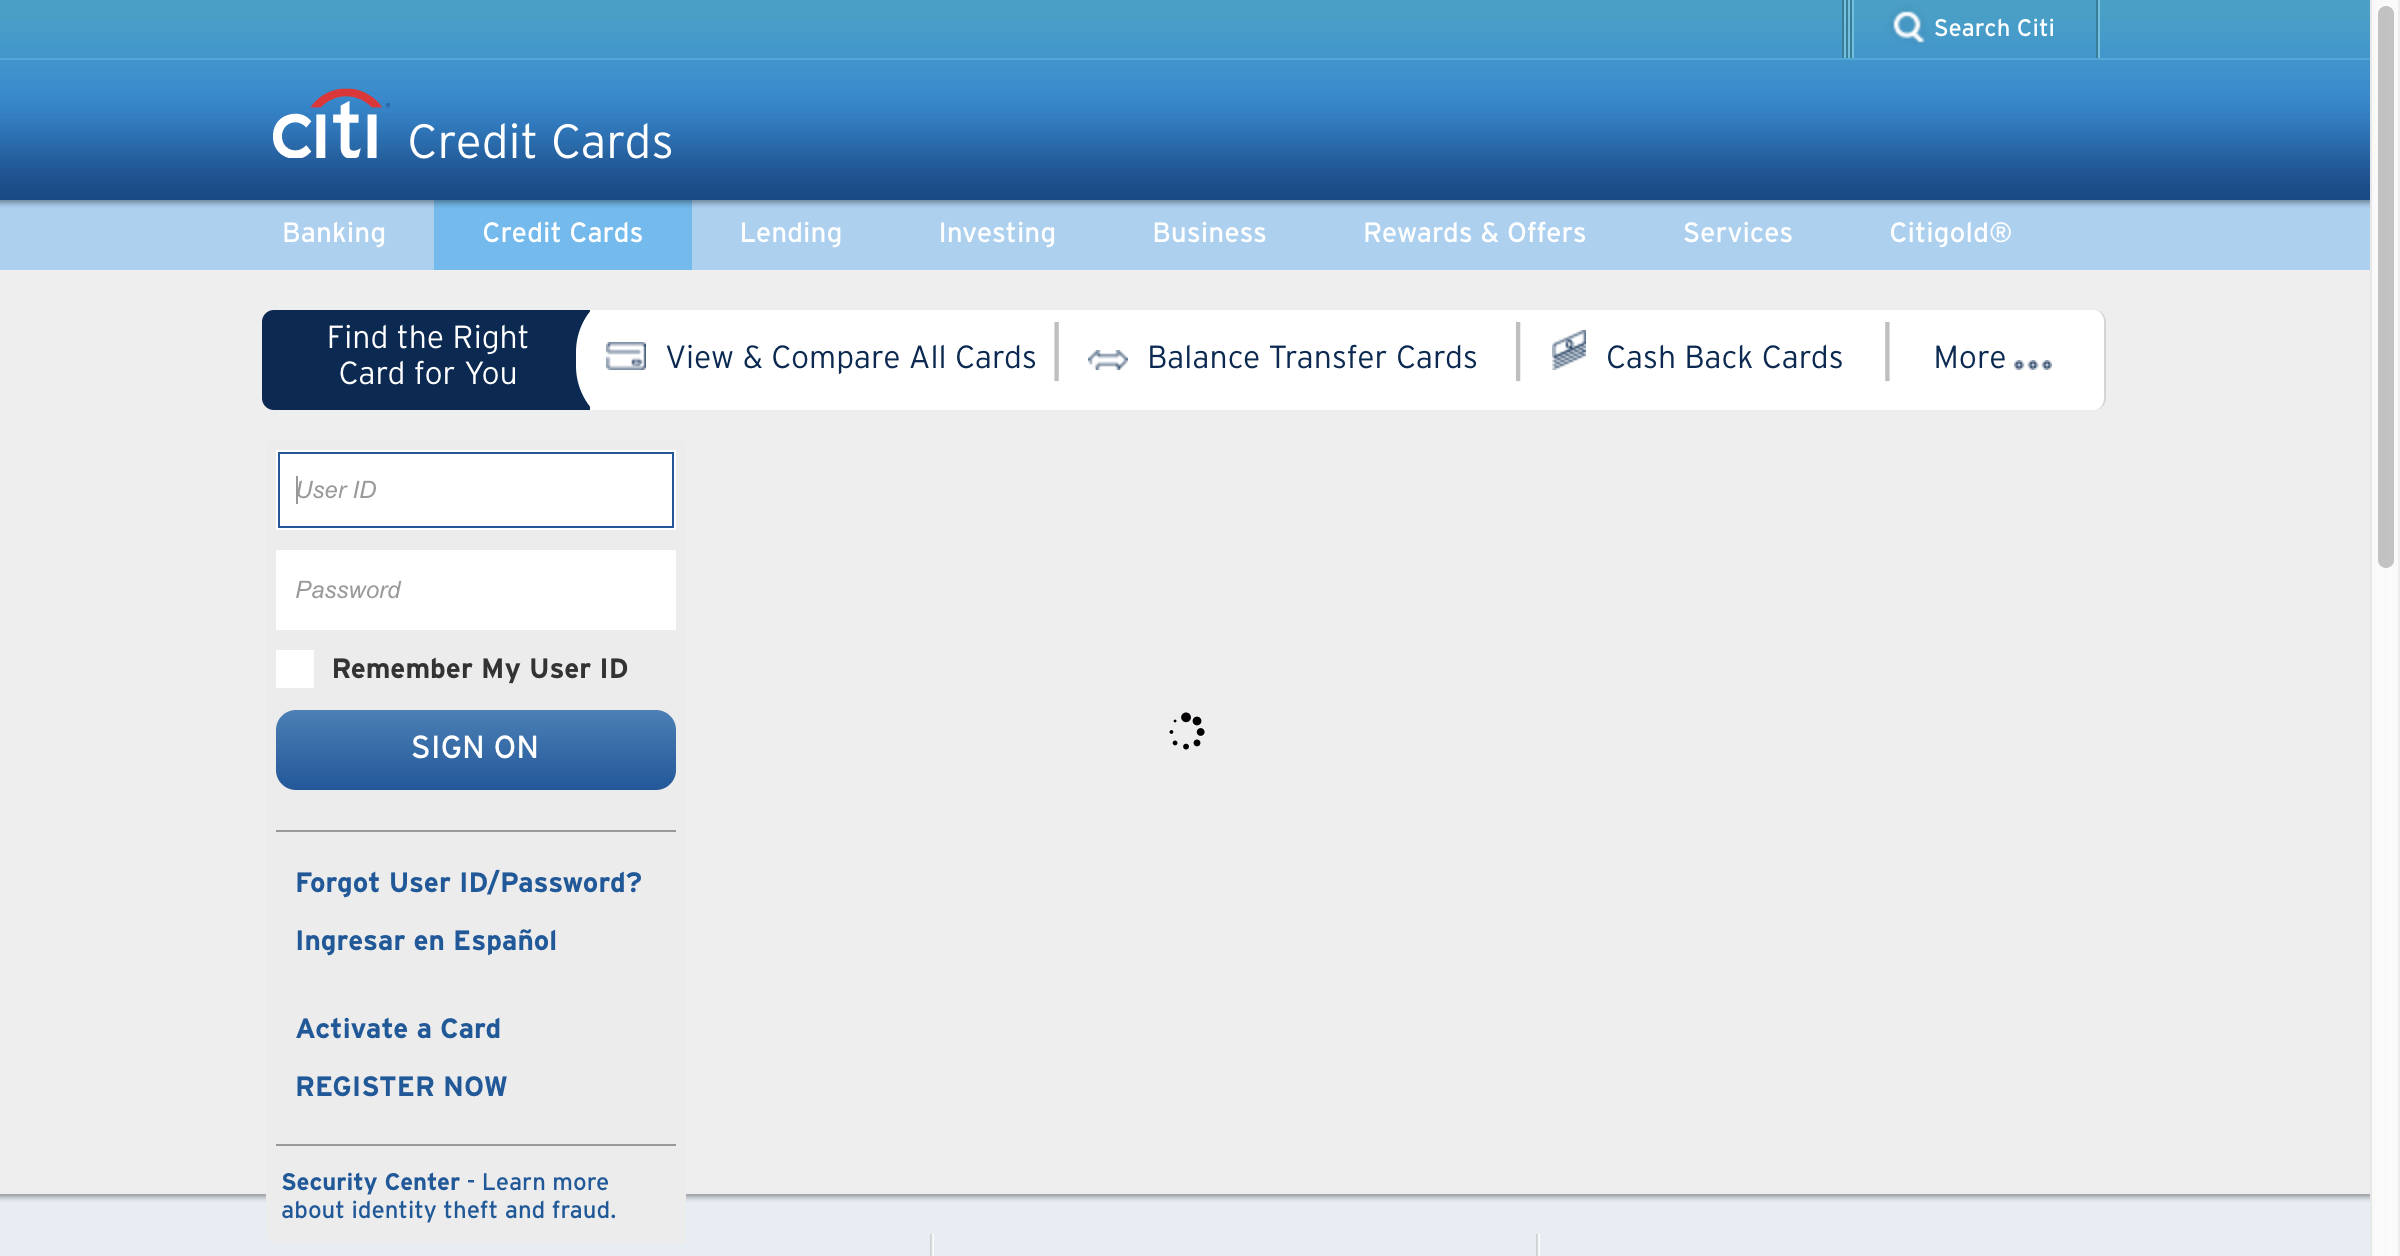 Search Citi
citi Credit Cards
Banking Credit Cards Lending Investing Business Rewards & Offers Services Citigold®
Find the Right
Card for You
View & Compare All Cards
Balance Transfer Cards
Cash Back Cards
More
User ID
Password
Remember My User ID
SIGN ON
Forgot User ID/Password?
Ingresar en Español
Activate a Card
REGISTER NOW
Security Center - Learn more
about identity theft and fraud.